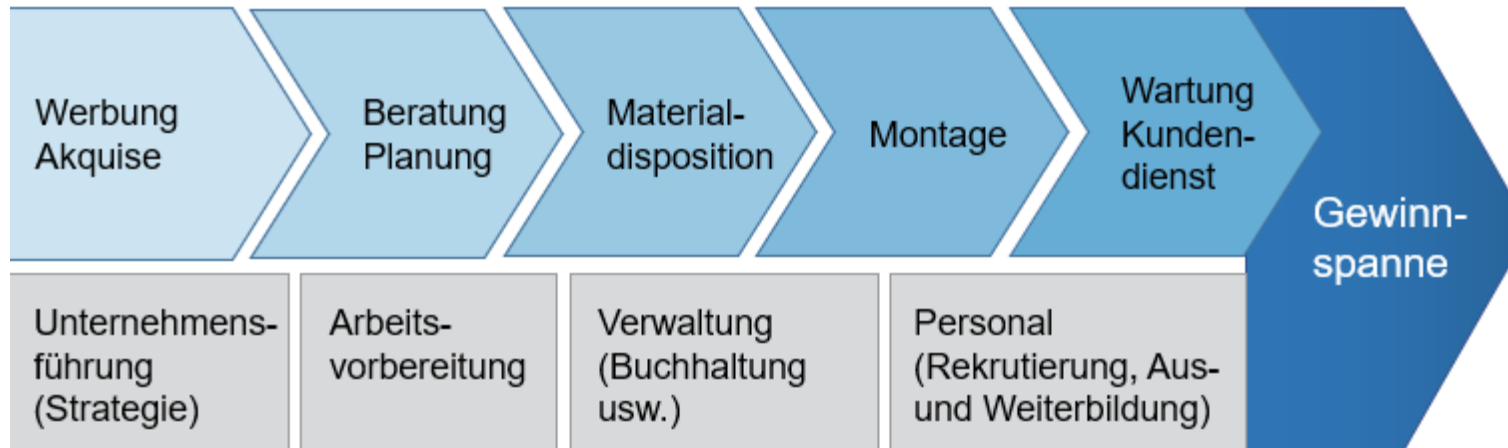 Werbung
Akquise
Beratung
Planung
Material-
disposition
Montage
Wartung
Kunden-
dienst
Gewinn-
spanne
Unternehmens-
führung
(Strategie)
Arbeits-
vorbereitung
Verwaltung
(Buchhaltung
usw.)
Personal
(Rekrutierung, Aus-
und Weiterbildung)